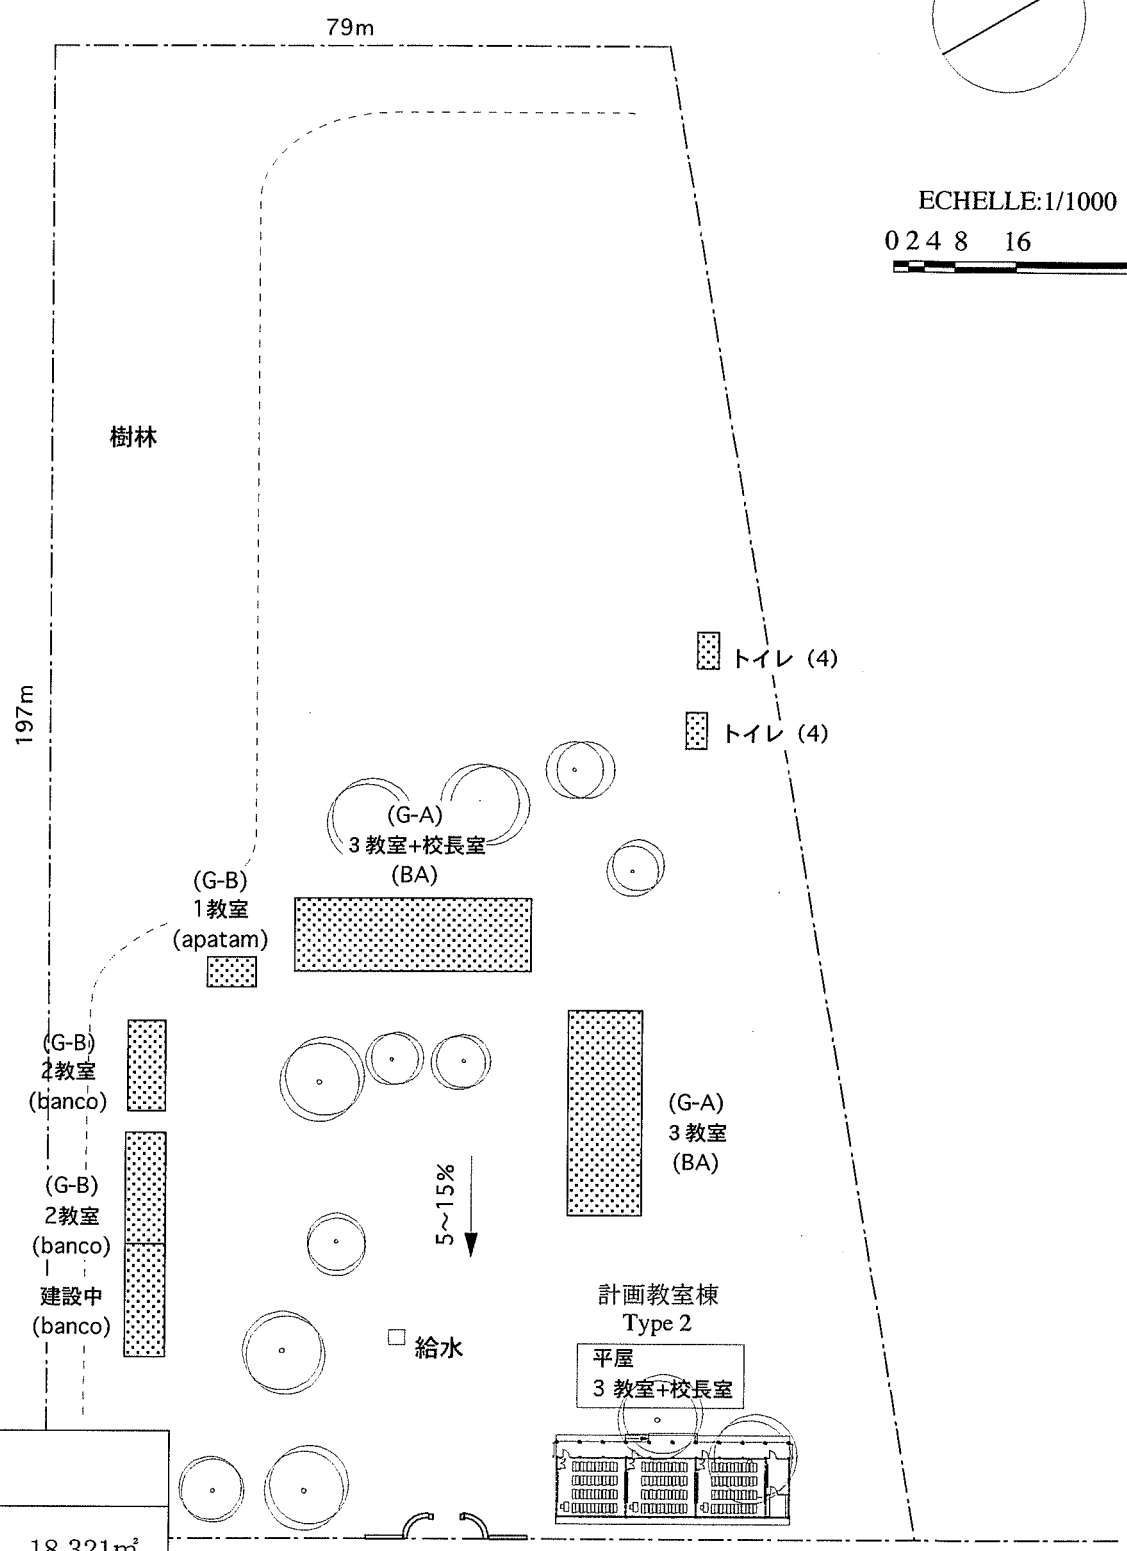 79m
ECHELLE:1/1000
0 2 4 8 16
樹林
197m
トイレ (4)
トイレ (4)
(G-A)
3 教室+校長室
(BA)
(G-B)
1教室
(apatam)
(G-B)
2教室
(banco)
(G-A)
3 教室
(BA)
5〜15%
(G-B)
2教室
(banco)
建設中
(banco)
給水
計画教室棟
Type 2
平屋
3 教室+校長室
18,321㎡